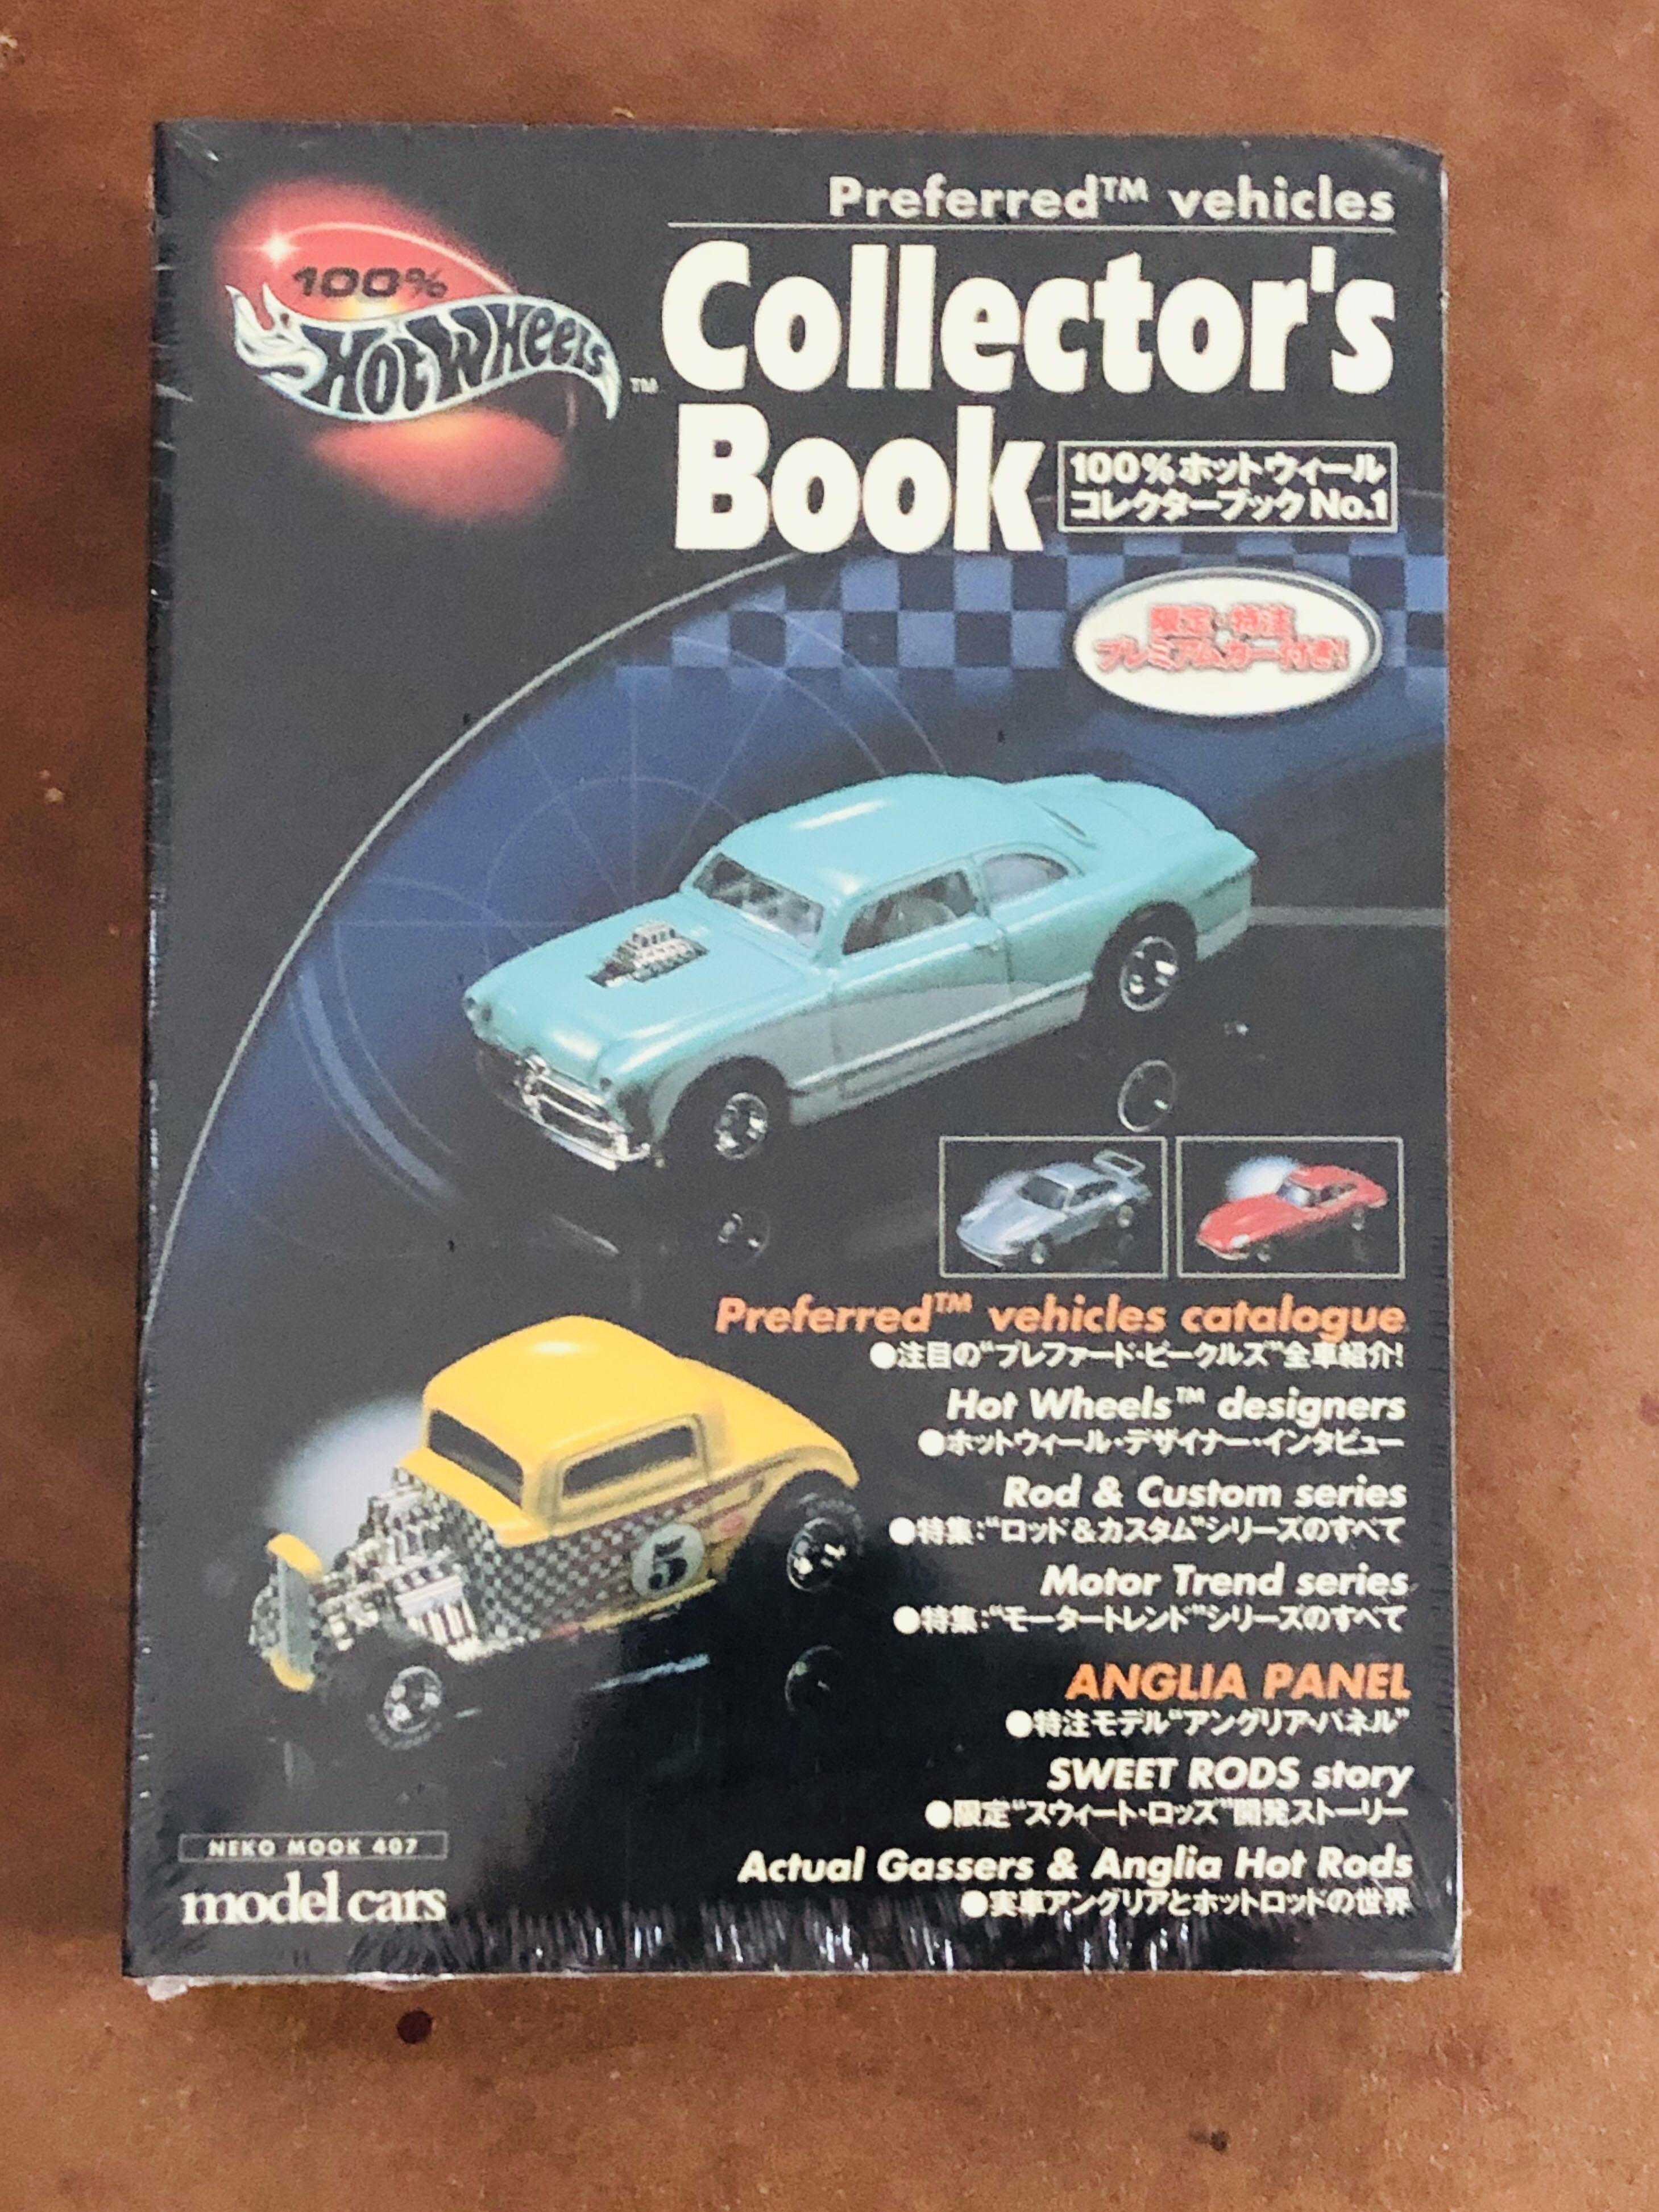 Preferred™ vehicles
100%
Hot Wheels™
Collector's
Book
100%ホットウィール
コレクターブックNo.1
限定・特注
プレミアムカー付き!
Preferred™ vehicles catalogue
●注目の“プレファード・ビークルズ”全車紹介!
Hot Wheels™ designers
●ホットウィール・デザイナー・インタビュー
Rod & Custom series
●特集:“ロッド&カスタム”シリーズのすべて
Motor Trend series
●特集:“モータートレンド”シリーズのすべて
5
ANGLIA PANEL
●特注モデル“アングリア・パネル”
SWEET RODS story
●限定“スウィート・ロッズ”開発ストーリー
Actual Gassers & Anglia Hot Rods
●実車アングリアとホットロッドの世界
NEKO MOOK 407
model cars